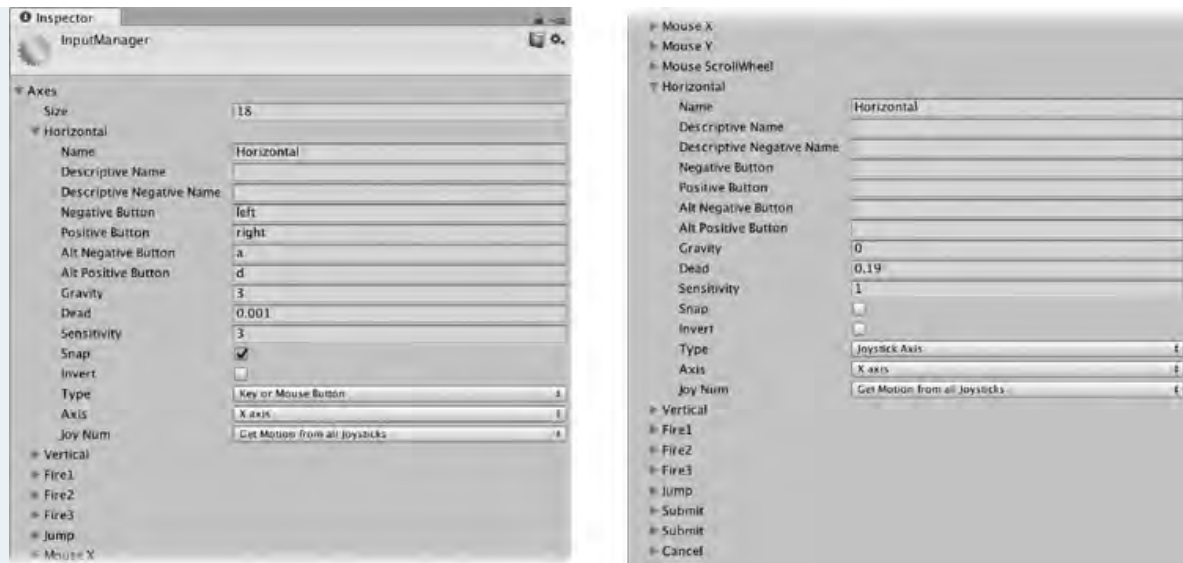 Inspector
InputManager
Axes
Size 18
Horizontal
Name Horizontal
Descriptive Name
Descriptive Negative Name
Negative Button left
Positive Button right
Alt Negative Button a
Alt Positive Button d
Gravity 3
Dead 0.001
Sensitivity 3
Snap
Invert
Type Key or Mouse Button
Axis X axis
Joy Num Get Motion from all Joysticks
Vertical
Fire1
Fire2
Fire3
Jump
Mouse X
Mouse X
Mouse Y
Mouse ScrollWheel
Horizontal
Name Horizontal
Descriptive Name
Descriptive Negative Name
Negative Button
Positive Button
Alt Negative Button
Alt Positive Button
Gravity 0
Dead 0.19
Sensitivity 1
Snap
Invert
Type Joystick Axis
Axis X axis
Joy Num Get Motion from all Joysticks
Vertical
Fire1
Fire2
Fire3
Jump
Submit
Submit
Cancel